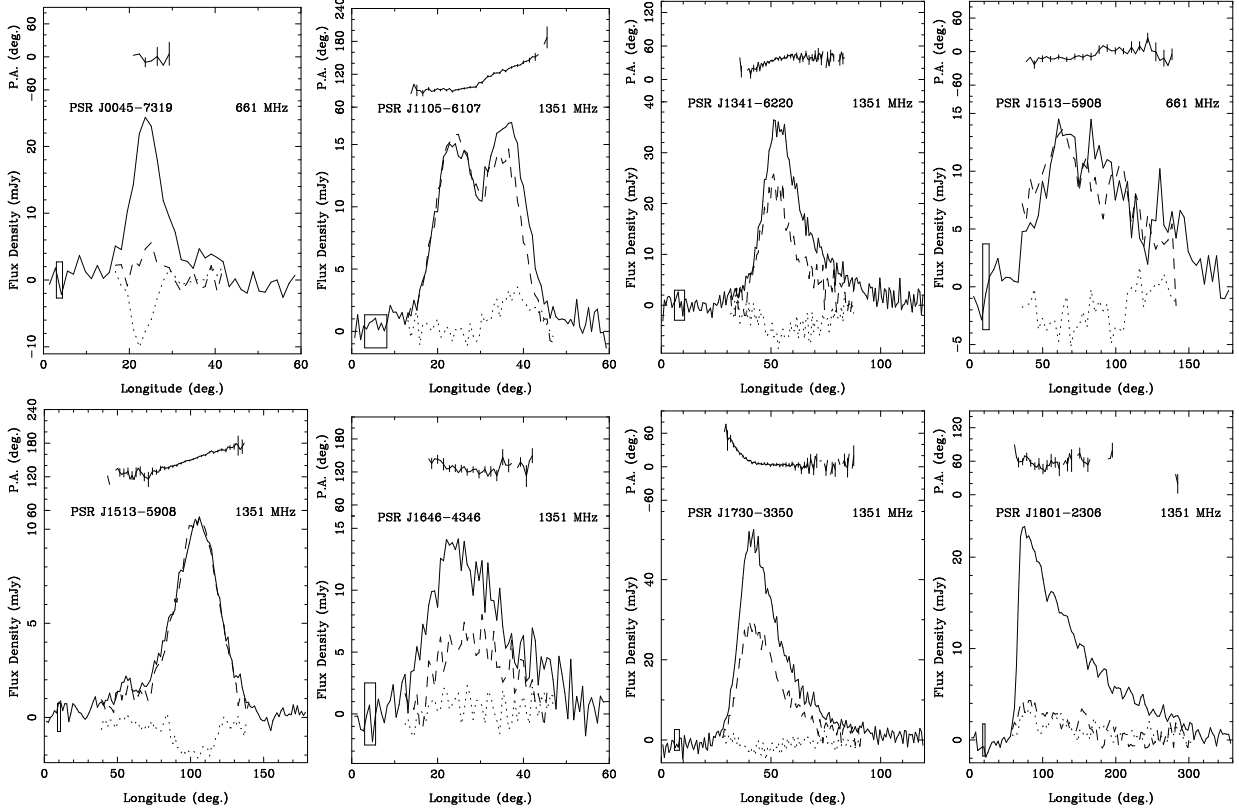 P.A. (deg.)
−60 0 60
PSR J0045−7319 661 MHz
Flux Density (mJy)
−10 0 10 20
0 20 40 60
Longitude (deg.)
P.A. (deg.)
60 120 180 240
PSR J1105−6107 1351 MHz
Flux Density (mJy)
0 5 10 15
0 20 40 60
Longitude (deg.)
P.A. (deg.)
0 60 120
PSR J1341−6220 1351 MHz
Flux Density (mJy)
0 10 20 30 40
0 50 100
Longitude (deg.)
P.A. (deg.)
−60 0 60
PSR J1513−5908 661 MHz
Flux Density (mJy)
−5 0 5 10 15
0 50 100 150
Longitude (deg.)
P.A. (deg.)
60 120 180 240
PSR J1513−5908 1351 MHz
Flux Density (mJy)
0 5 10
0 50 100 150
Longitude (deg.)
P.A. (deg.)
60 120 180
PSR J1646−4346 1351 MHz
Flux Density (mJy)
0 5 10 15
0 20 40 60
Longitude (deg.)
P.A. (deg.)
−60 0 60
PSR J1730−3350 1351 MHz
Flux Density (mJy)
0 20 40
0 50 100
Longitude (deg.)
P.A. (deg.)
0 60 120
PSR J1801−2306 1351 MHz
Flux Density (mJy)
0 10 20
0 100 200 300
Longitude (deg.)